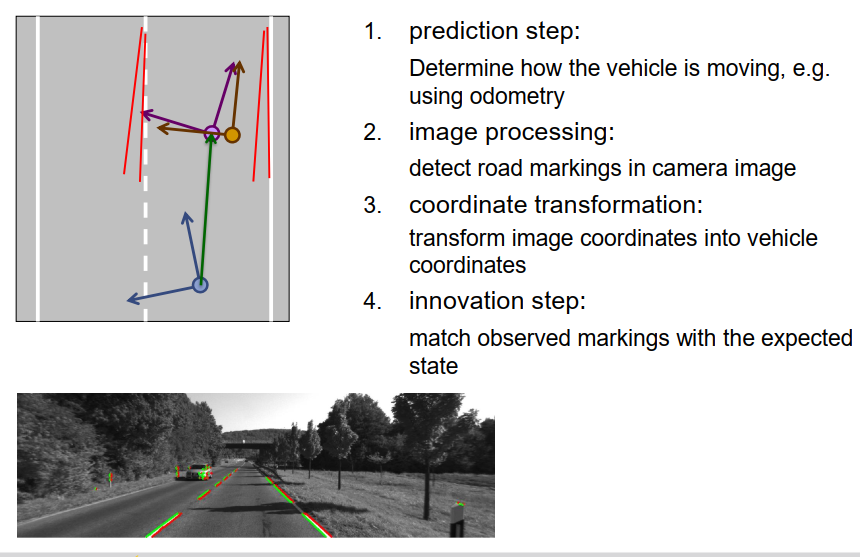 1. prediction step:
Determine how the vehicle is moving, e.g.
using odometry
2. image processing:
detect road markings in camera image
3. coordinate transformation:
transform image coordinates into vehicle
coordinates
4. innovation step:
match observed markings with the expected
state